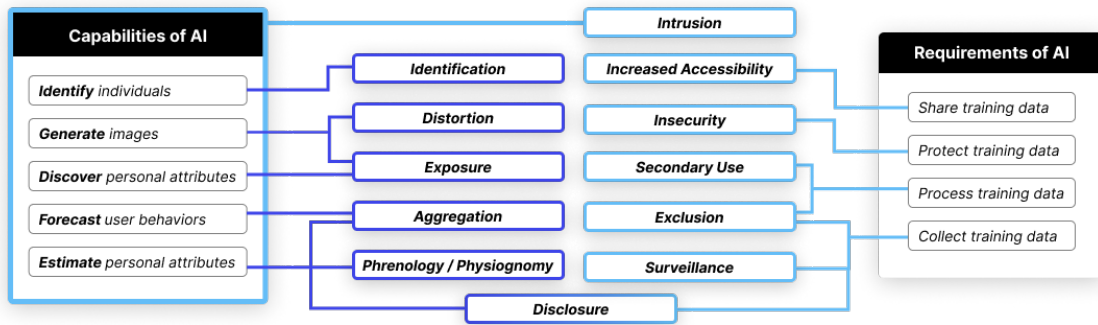 Capabilities of AI
Identify individuals
Generate images
Discover personal attributes
Forecast user behaviors
Estimate personal attributes
Identification
Distortion
Exposure
Aggregation
Phrenology / Physiognomy
Disclosure
Intrusion
Increased Accessibility
Insecurity
Secondary Use
Exclusion
Surveillance
Requirements of AI
Share training data
Protect training data
Process training data
Collect training data